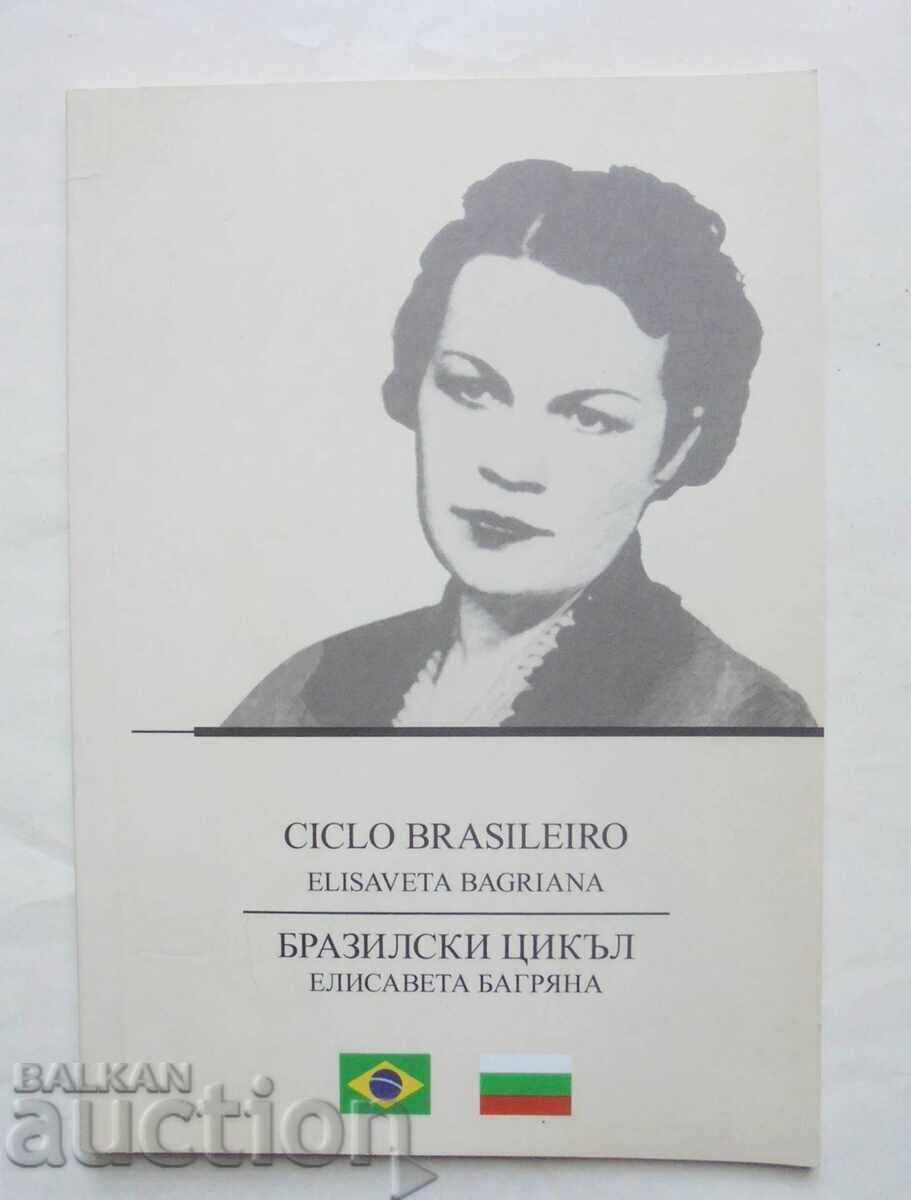 CICLO BRASILEIRO
ELISAVETA BAGRIANA
БРАЗИЛСКИ ЦИКЪЛ
ЕЛИСАВЕТА БАГРЯНА
BALKAN
auction